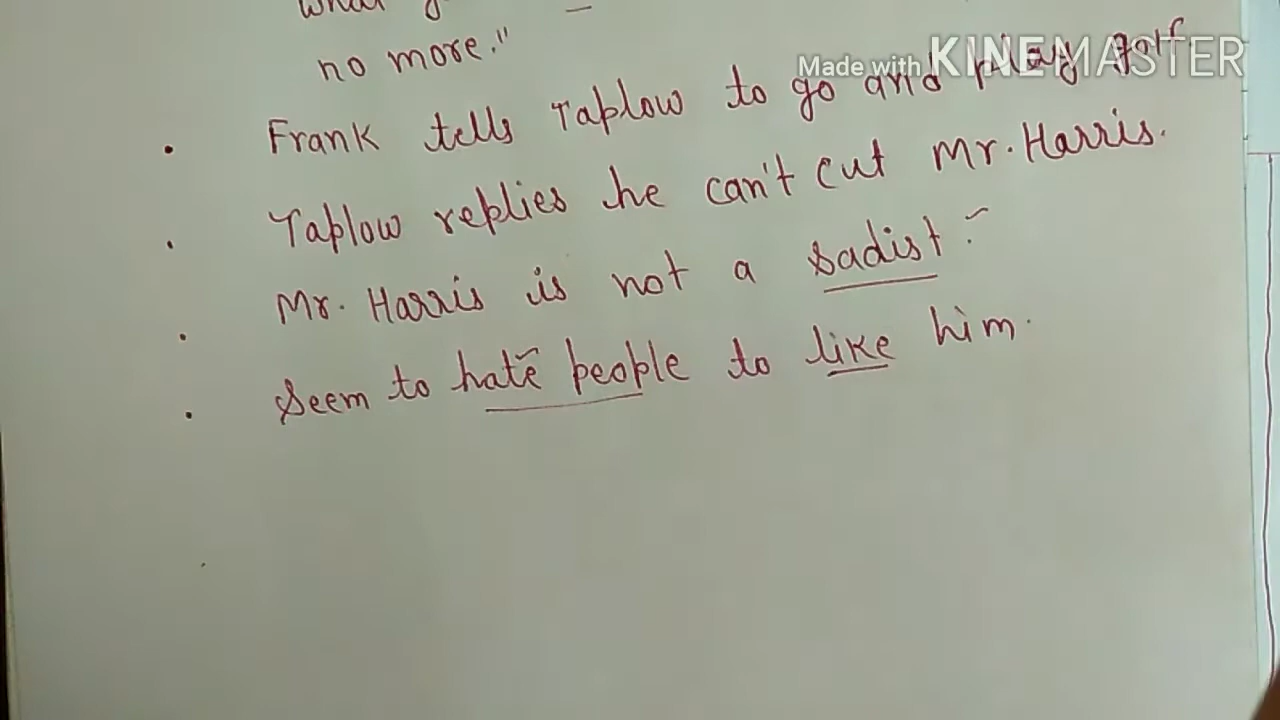 what
no more."
Made with KINEMASTER
. Frank tells Taplow to go and play golf.
. Taplow replies he can't cut Mr. Harris.
. Mr. Harris is not a sadist.
. Seem to hate people to like him.